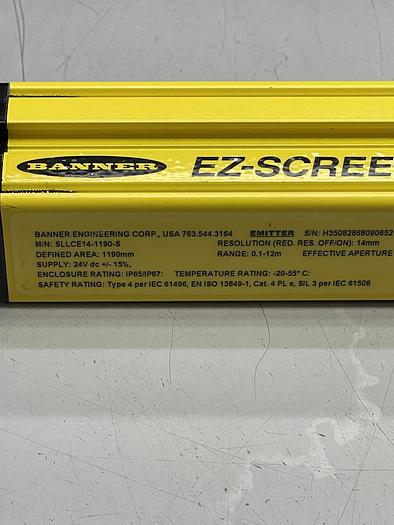 BANNER EZ-SCREE
BANNER ENGINEERING CORP., USA 763.544.3164 EMITTER S/N: H35082868090652
M/N: SLLCE14-1190-S RESOLUTION (RED. RES. OFF/ON): 14mm
DEFINED AREA: 1190mm RANGE: 0.1-12m EFFECTIVE APERTURE
SUPPLY: 24V dc +/- 15%,
ENCLOSURE RATING: IP65/IP67: TEMPERATURE RATING: -20-55° C:
SAFETY RATING: Type 4 per IEC 61496, EN ISO 13849-1, Cat. 4 PL e, SIL 3 per IEC 61508